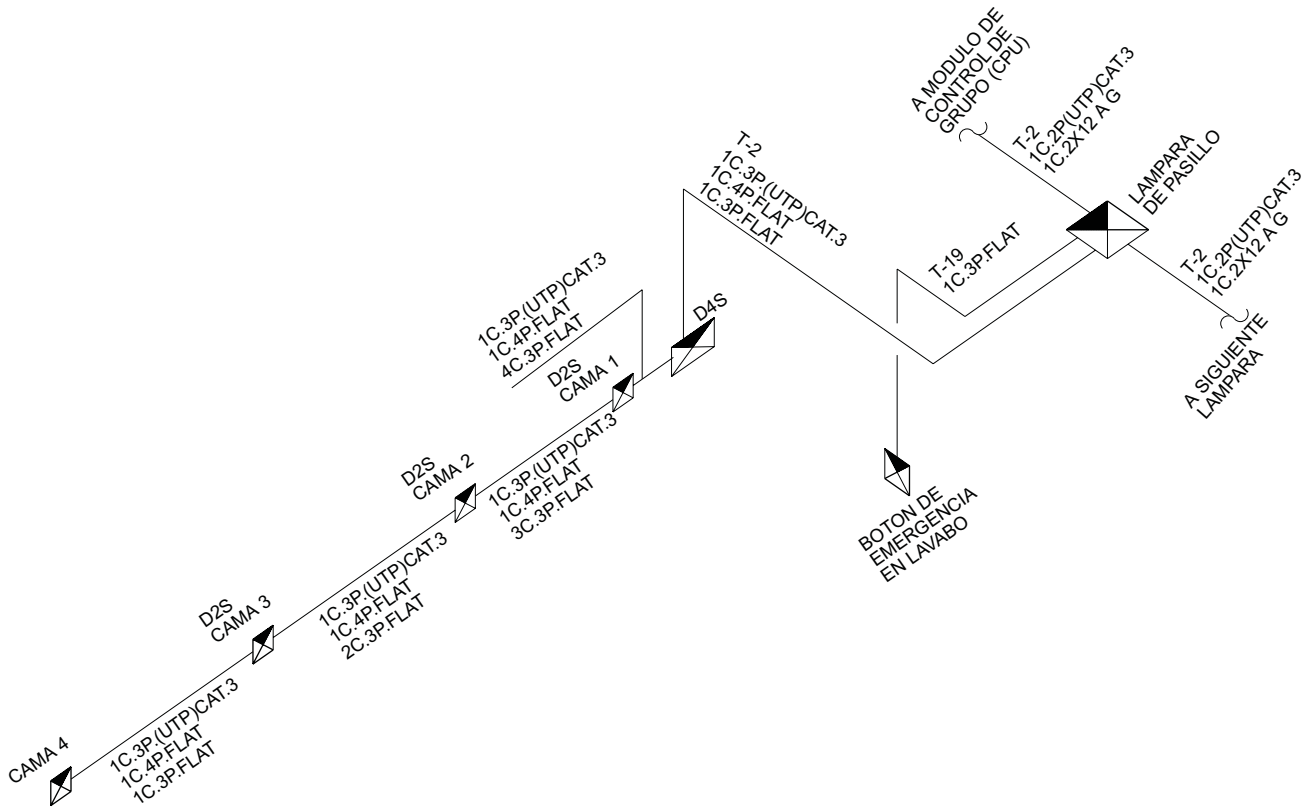 A MODULO DE
CONTROL DE
GRUPO (CPU)
T-2
1C.2P(UTP)CAT.3
1C.2X12 A G
LAMPARA
DE PASILLO
T-2
1C.2P(UTP)CAT.3
1C.2X12 A G
A SIGUIENTE
LAMPARA
T-2
1C.3P.(UTP)CAT.3
1C.4P.FLAT
1C.3P.FLAT
T-19
1C.3P.FLAT
BOTON DE
EMERGENCIA
EN LAVABO
D4S
1C.3P.(UTP)CAT.3
1C.4P.FLAT
4C.3P.FLAT
D2S
CAMA 1
1C.3P.(UTP)CAT.3
1C.4P.FLAT
3C.3P.FLAT
D2S
CAMA 2
1C.3P.(UTP)CAT.3
1C.4P.FLAT
2C.3P.FLAT
D2S
CAMA 3
1C.3P.(UTP)CAT.3
1C.4P.FLAT
1C.3P.FLAT
CAMA 4